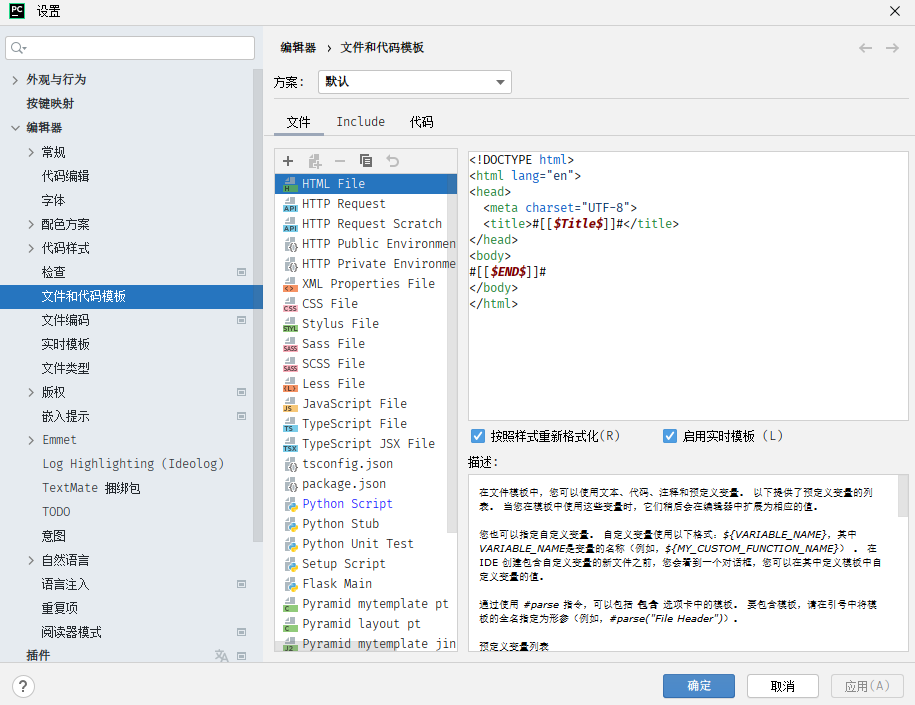 PC 设置
外观与行为
按键映射
编辑器
常规
代码编辑
字体
配色方案
代码样式
检查
文件和代码模板
文件编码
实时模板
文件类型
版权
嵌入提示
Emmet
Log Highlighting (Ideolog)
TextMate 捆绑包
TODO
意图
自然语言
语言注入
重复项
阅读器模式
插件
编辑器 › 文件和代码模板
方案： 默认
文件 Include 代码
HTML File
HTTP Request
HTTP Request Scratch
HTTP Public Environmen
HTTP Private Environme
XML Properties File
CSS File
Stylus File
Sass File
SCSS File
Less File
JavaScript File
TypeScript File
TypeScript JSX File
tsconfig.json
package.json
Python Script
Python Stub
Python Unit Test
Setup Script
Flask Main
Pyramid mytemplate pt
Pyramid layout pt
Pyramid mytemplate jin
<!DOCTYPE html>
<html lang="en">
<head>
  <meta charset="UTF-8">
  <title>#[[$Title$]]#</title>
</head>
<body>
#[[$END$]]#
</body>
</html>
按照样式重新格式化(R) 启用实时模板 (L)
描述：
在文件模板中，您可以使用文本、代码、注释和预定义变量。 以下提供了预定义变量的列
表。 当您在模板中使用这些变量时，它们稍后会在编辑器中扩展为相应的值。
您也可以指定自定义变量。 自定义变量使用以下格式：${VARIABLE_NAME}，其中
VARIABLE_NAME是变量的名称（例如，${MY_CUSTOM_FUNCTION_NAME}） 。 在
IDE 创建包含自定义变量的新文件之前，您会看到一个对话框，您可以在其中定义模板中自
定义变量的值。
通过使用 #parse 指令，可以包括 包含 选项卡中的模板。 要包含模板，请在引号中将模
板的全名指定为形参（例如，#parse("File Header")）。
预定义变量列表
? 确定 取消 应用(A)